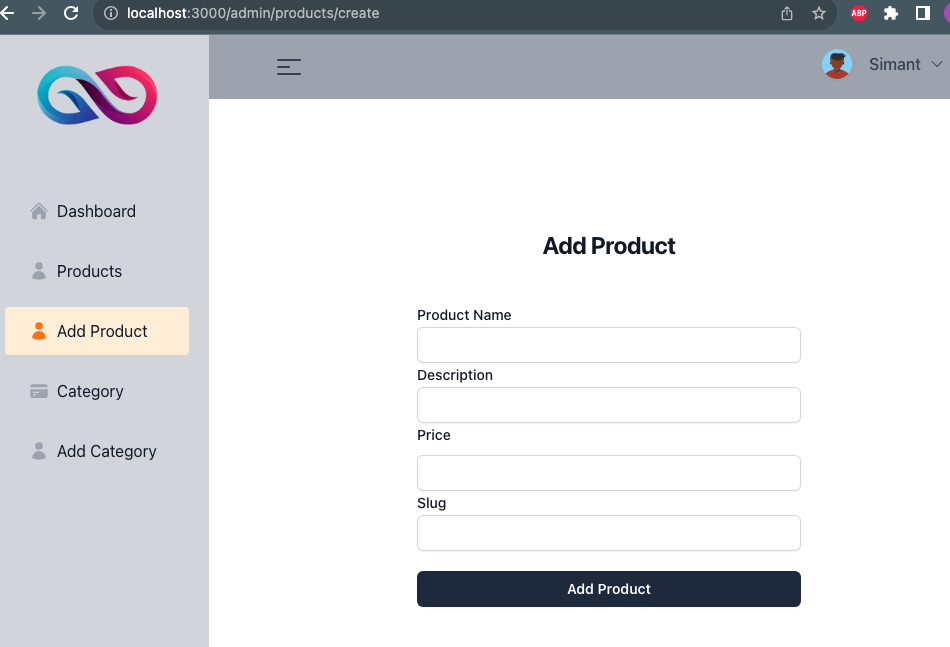 localhost:3000/admin/products/create
ABP
Simant
Dashboard
Products
Add Product
Category
Add Category
Add Product
Product Name
Description
Price
Slug
Add Product